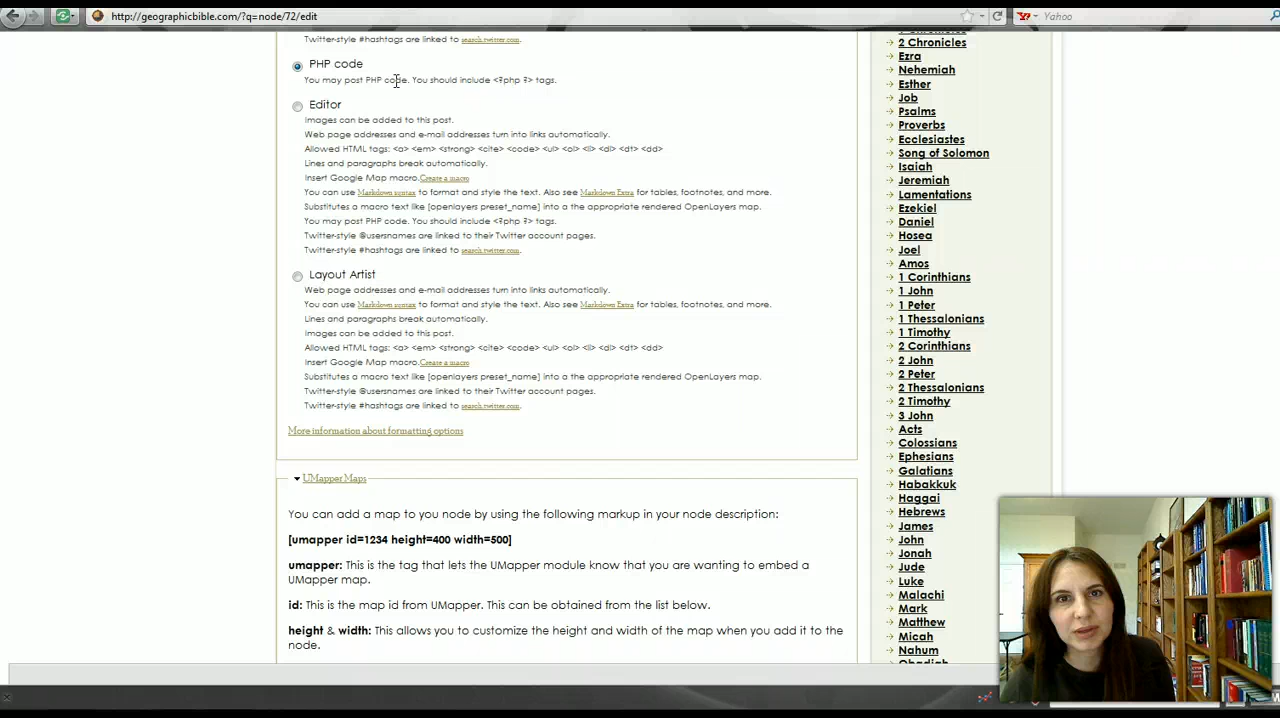 http://geographicbible.com/?q=node/72/edit
Yahoo
Twitter-style #hashtags are linked to search.twitter.com.
PHP code
You may post PHP code. You should include <?php ?> tags.
Editor
Images can be added to this post.
Web page addresses and e-mail addresses turn into links automatically.
Allowed HTML tags: <a> <em> <strong> <cite> <code> <ul> <ol> <li> <dl> <dt> <dd>
Lines and paragraphs break automatically.
Insert Google Map macro.Create a macro
You can use Markdown syntax to format and style the text. Also see Markdown Extra for tables, footnotes, and more.
Substitutes a macro text like [openlayers preset_name] into a the appropriate rendered OpenLayers map.
You may post PHP code. You should include <?php ?> tags.
Twitter-style @usersnames are linked to their Twitter account pages.
Twitter-style #hashtags are linked to search.twitter.com.
Layout Artist
Web page addresses and e-mail addresses turn into links automatically.
You can use Markdown syntax to format and style the text. Also see Markdown Extra for tables, footnotes, and more.
Lines and paragraphs break automatically.
Images can be added to this post.
Allowed HTML tags: <a> <em> <strong> <cite> <code> <ul> <ol> <li> <dl> <dt> <dd>
Insert Google Map macro.Create a macro
Substitutes a macro text like [openlayers preset_name] into a the appropriate rendered OpenLayers map.
Twitter-style @usersnames are linked to their Twitter account pages.
Twitter-style #hashtags are linked to search.twitter.com.
More information about formatting options
UMapper Maps
You can add a map to you node by using the following markup in your node description:
[umapper id=1234 height=400 width=500]
umapper: This is the tag that lets the UMapper module know that you are wanting to embed a
UMapper map.
id: This is the map id from UMapper. This can be obtained from the list below.
height & width: This allows you to customize the height and width of the map when you add it to the
node.
1 Chronicles
2 Chronicles
Ezra
Nehemiah
Esther
Job
Psalms
Proverbs
Ecclesiastes
Song of Solomon
Isaiah
Jeremiah
Lamentations
Ezekiel
Daniel
Hosea
Joel
Amos
1 Corinthians
1 John
1 Peter
1 Thessalonians
1 Timothy
2 Corinthians
2 John
2 Peter
2 Thessalonians
2 Timothy
3 John
Acts
Colossians
Ephesians
Galatians
Habakkuk
Haggai
Hebrews
James
John
Jonah
Jude
Luke
Malachi
Mark
Matthew
Micah
Nahum
Obadiah